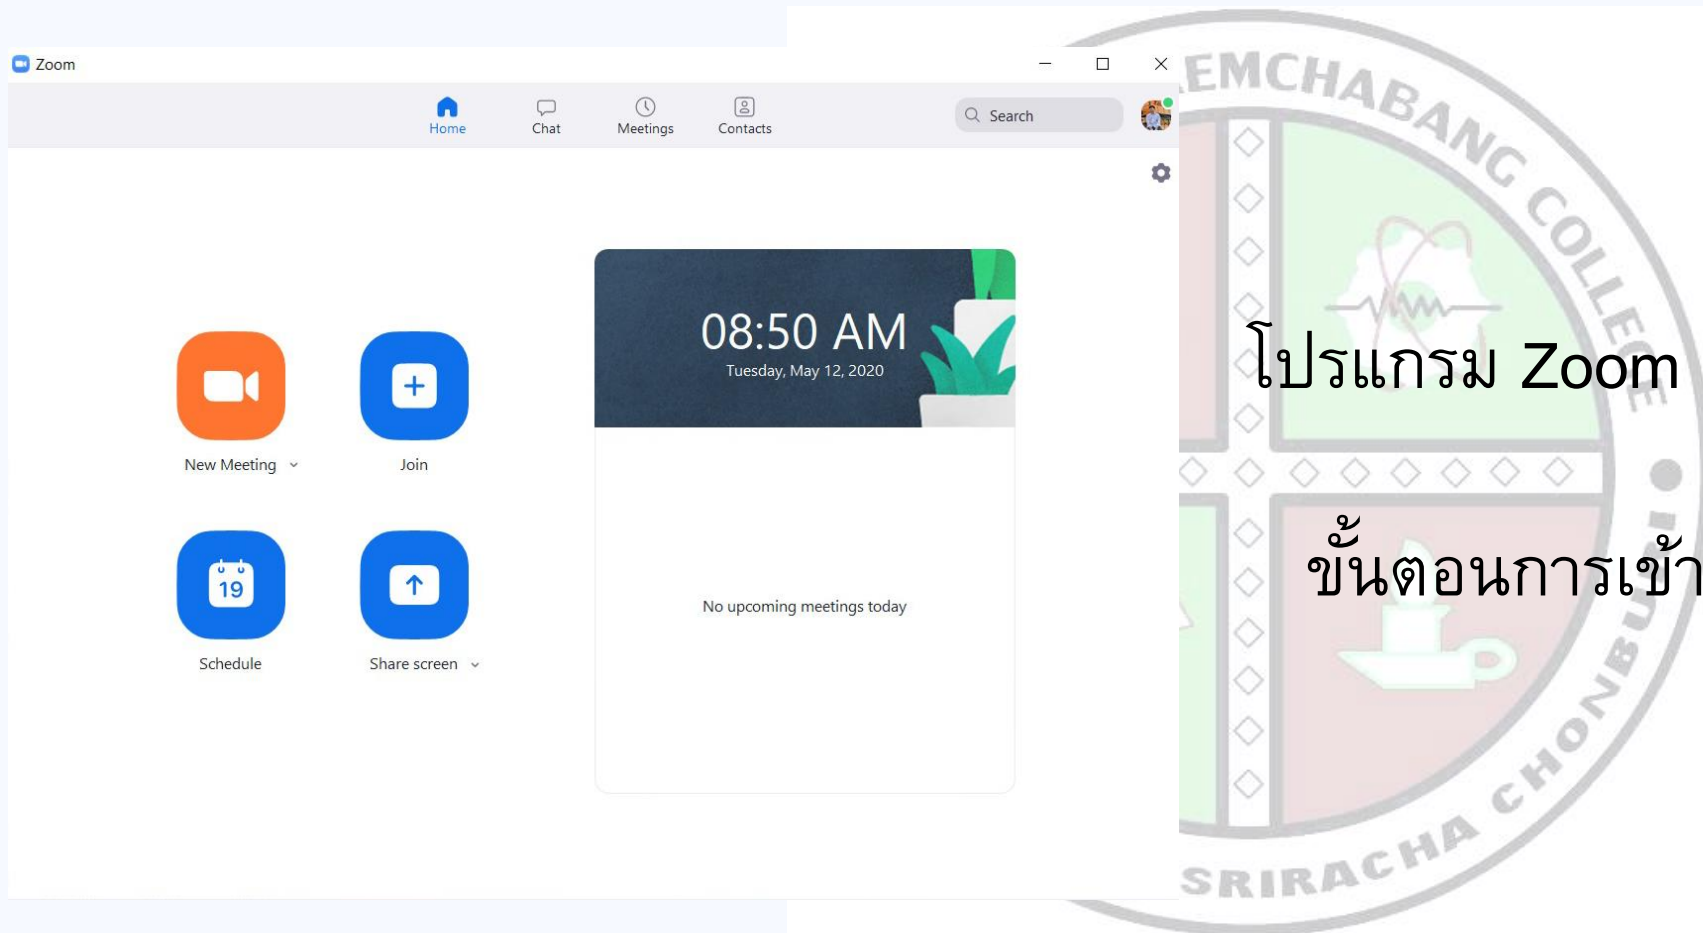 Zoom
Home
Chat
Meetings
Contacts
Search
08:50 AM
Tuesday, May 12, 2020
New Meeting
Join
19
Schedule
Share screen
No upcoming meetings today
โปรแกรม Zoom
ขั้นตอนการเข้า
EMCHABANG COLLEGE
SRIRACHA CHONBURI